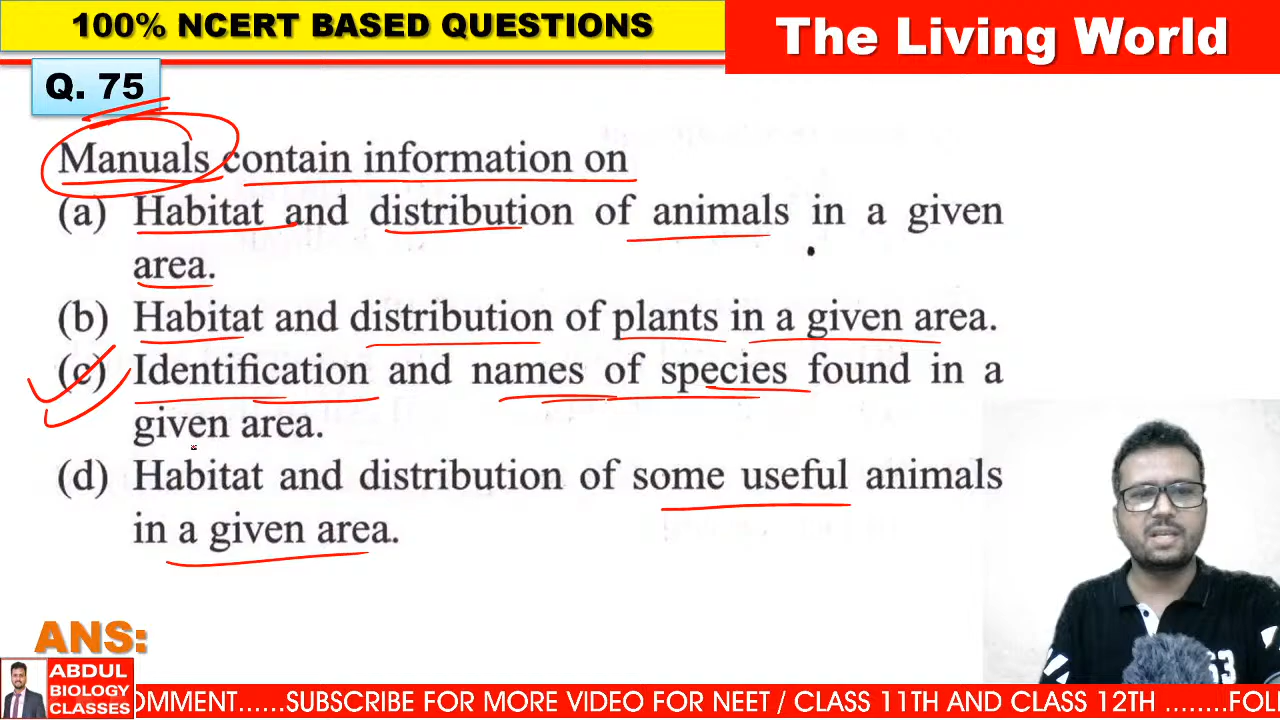 100% NCERT BASED QUESTIONS
The Living World
Q. 75
Manuals contain information on
(a) Habitat and distribution of animals in a given
area.
(b) Habitat and distribution of plants in a given area.
(c) Identification and names of species found in a
given area.
(d) Habitat and distribution of some useful animals
in a given area.
ANS:
ABDUL
BIOLOGY
CLASSES
OMMENT......SUBSCRIBE FOR MORE VIDEO FOR NEET / CLASS 11TH AND CLASS 12TH ........FOL
63